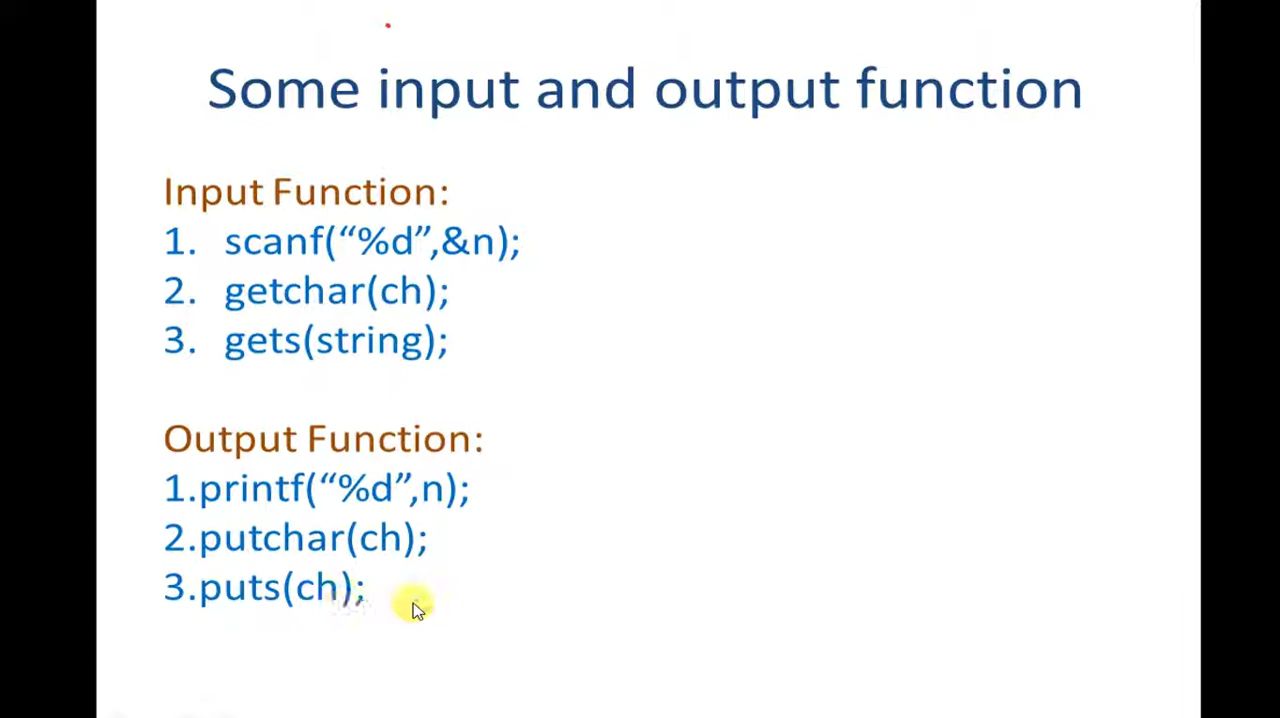 Some input and output function
Input Function:
1. scanf(“%d”,&n);
2. getchar(ch);
3. gets(string);
Output Function:
1.printf(“%d”,n);
2.putchar(ch);
3.puts(ch);